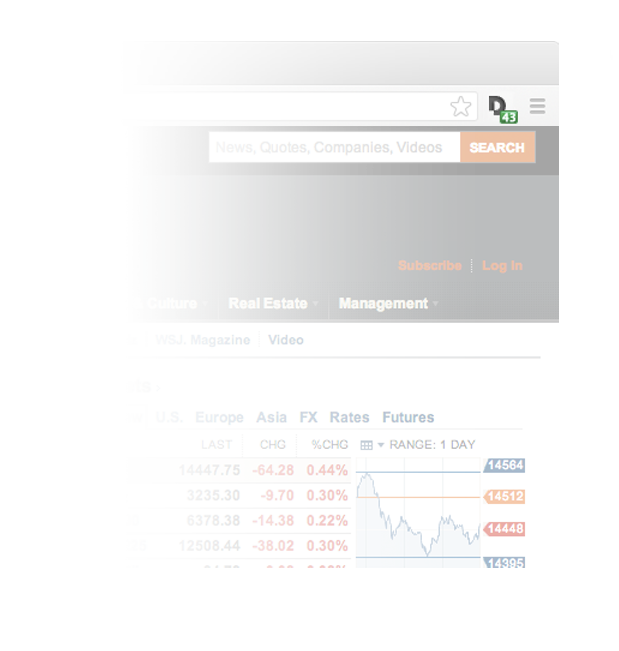 D
43
News, Quotes, Companies, Videos SEARCH
Subscribe Log In
Culture Real Estate Management
WSJ. Magazine Video
U.S. Europe Asia FX Rates Futures
LAST CHG %CHG RANGE: 1 DAY
14564
14447.75 -64.28 0.44%
3235.30 -9.70 0.30% 14512
6378.38 -14.38 0.22%
14448
12508.44 -38.02 0.30%
14395